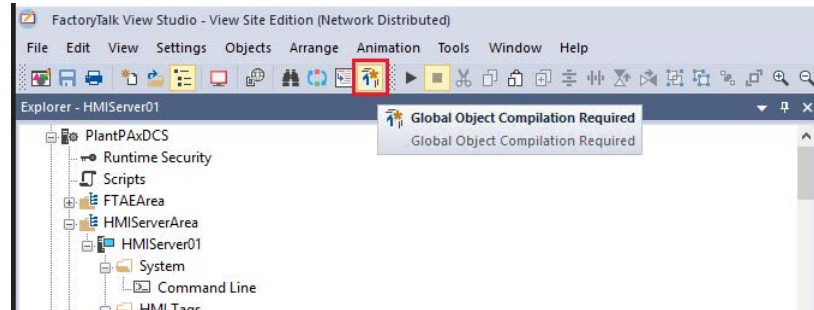 FactoryTalk View Studio - View Site Edition (Network Distributed)
File Edit View Settings Objects Arrange Animation Tools Window Help
Explorer - HMIServer01
Global Object Compilation Required
Global Object Compilation Required
PlantPAxDCS
Runtime Security
Scripts
FTAEArea
HMIServerArea
HMIServer01
System
Command Line
HMI Tags